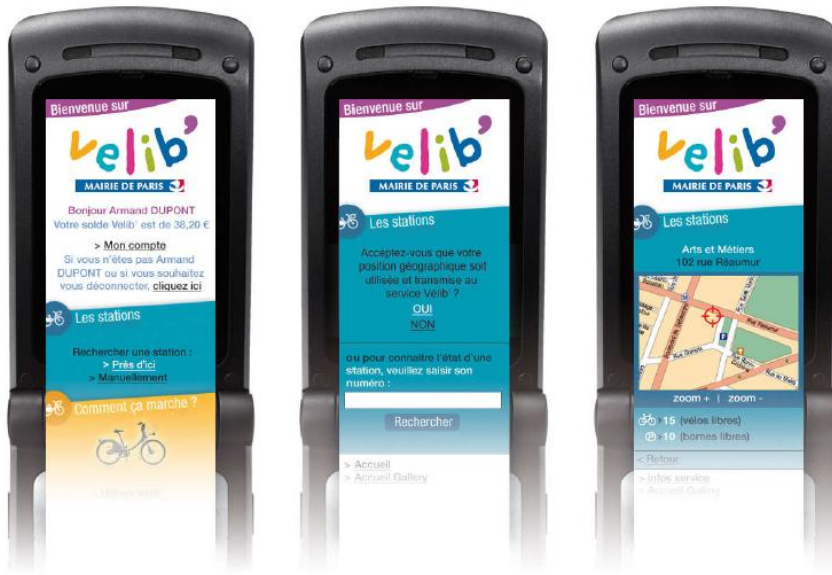 Bienvenue sur
velib'
MAIRIE DE PARIS
Bonjour Armand DUPONT
Votre solde Velib' est de 38,20 €
> Mon compte
Si vous n'êtes pas Armand
DUPONT ou si vous souhaitez
vous déconnecter, cliquez ici
Les stations
Rechercher une station :
> Près d'ici
> Manuellement
Comment ça marche ?
Bienvenue sur
velib'
MAIRIE DE PARIS
Les stations
Acceptez-vous que votre
position géographique soit
utilisée et transmise au
service Vélib' ?
OUI
NON
ou pour connaître l'état d'une
station, veuillez saisir son
numéro :
Rechercher
> Accueil
> Accueil Gallery
Bienvenue sur
velib'
MAIRIE DE PARIS
Les stations
Arts et Métiers
102 rue Réaumur
Rue Réaumur
P
zoom + | zoom -
> 15 (vélos libres)
P > 10 (bornes libres)
< Retour
> Infos service
> Accueil Gallery